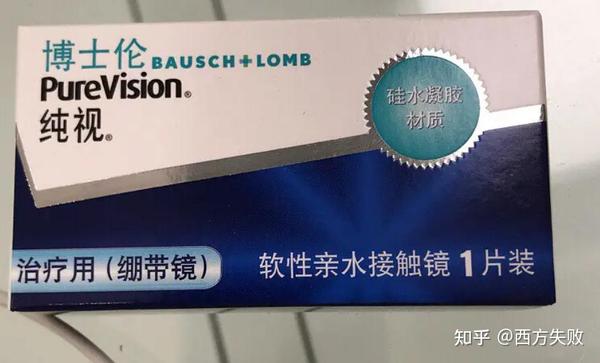 博士伦 BAUSCH+LOMB
PureVision®
纯视®
硅水凝胶
材质
治疗用（绷带镜）
软性亲水接触镜 1 片装
知乎 @西方失败